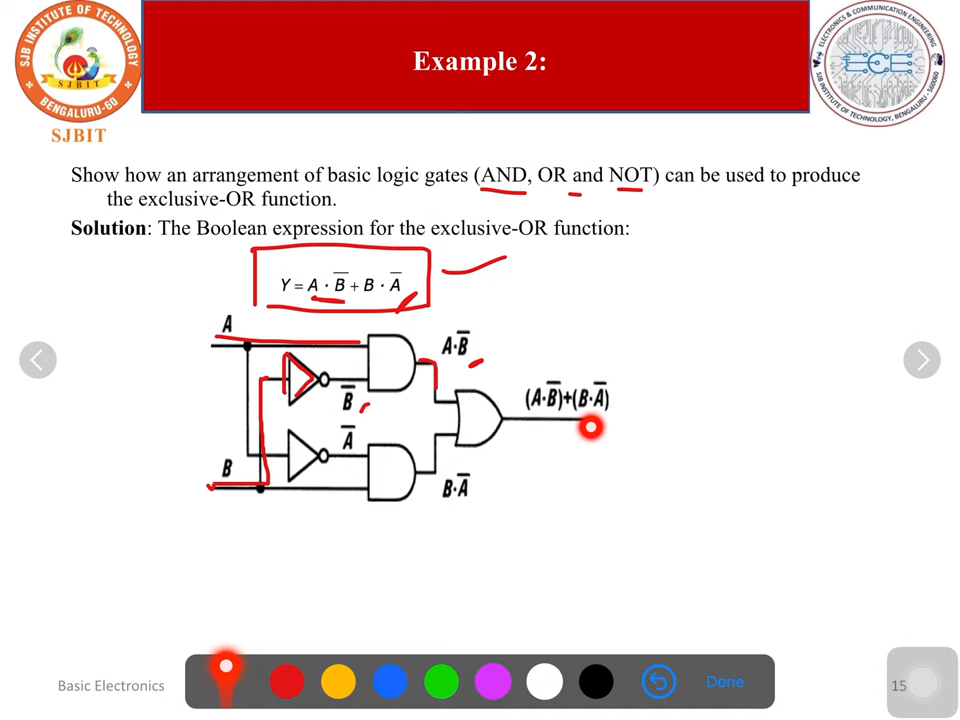 SJB INSTITUTE OF TECHNOLOGY
SJBIT
BENGALURU-60
SJBIT
Example 2:
ELECTRONICS & COMMUNICATION ENGINEERING
ECE
SJB INSTITUTE OF TECHNOLOGY, BENGALURU - 560060
Show how an arrangement of basic logic gates (AND, OR and NOT) can be used to produce
the exclusive-OR function.
Solution: The Boolean expression for the exclusive-OR function:
Y = A · B̅ + B · A̅
A
A·B̅
B̅
(A·B̅)+(B·A̅)
A̅
B
B·A̅
Basic Electronics
15
Done